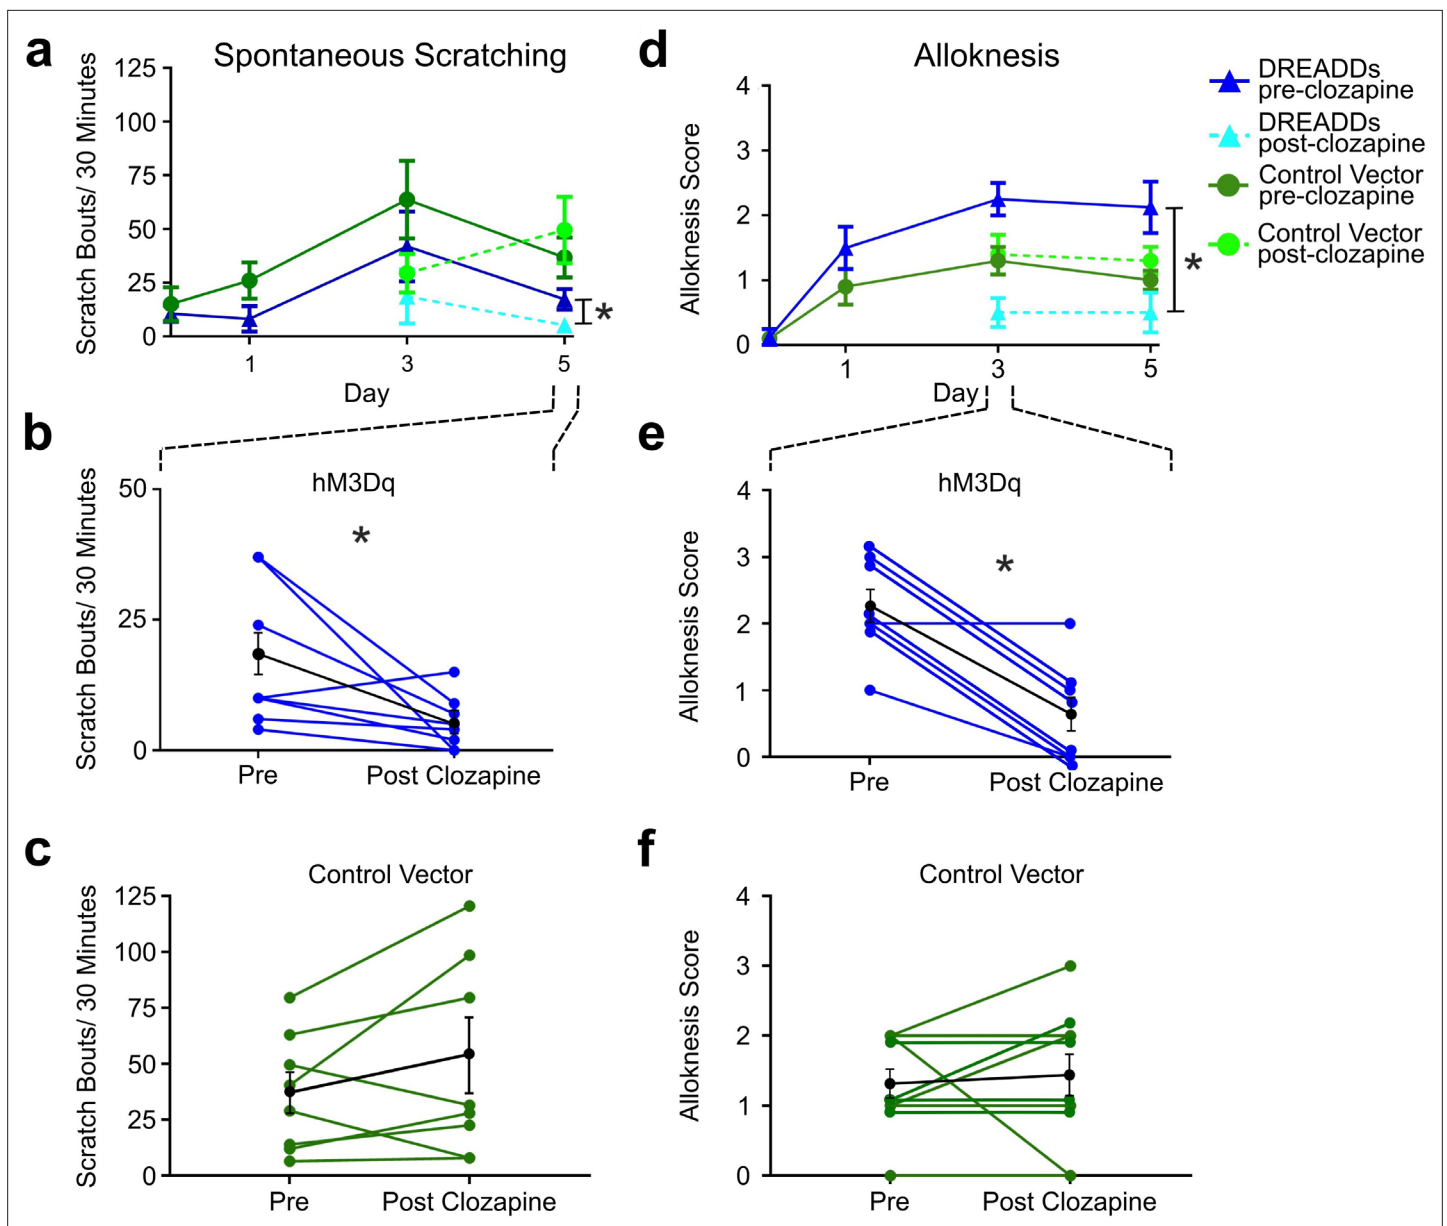 a
Spontaneous Scratching
Scratch Bouts/ 30 Minutes
125
100
75
50
25
0
*
1
3
5
Day
d
Alloknesis
Alloknesis Score
4
3
2
1
0
*
1
3
5
Day
DREADDs
pre-clozapine
DREADDs
post-clozapine
Control Vector
pre-clozapine
Control Vector
post-clozapine
b
hM3Dq
Scratch Bouts/ 30 Minutes
50
25
0
*
Pre
Post Clozapine
e
hM3Dq
Alloknesis Score
4
3
2
1
0
*
Pre
Post Clozapine
c
Control Vector
Scratch Bouts/ 30 Minutes
125
100
75
50
25
0
Pre
Post Clozapine
f
Control Vector
Alloknesis Score
4
3
2
1
0
Pre
Post Clozapine